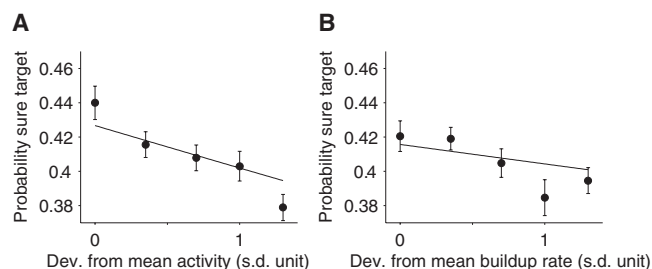 A
Probability sure target
0.46
0.44
0.42
0.4
0.38
0
1
Dev. from mean activity (s.d. unit)
B
Probability sure target
0.46
0.44
0.42
0.4
0.38
0
1
Dev. from mean buildup rate (s.d. unit)